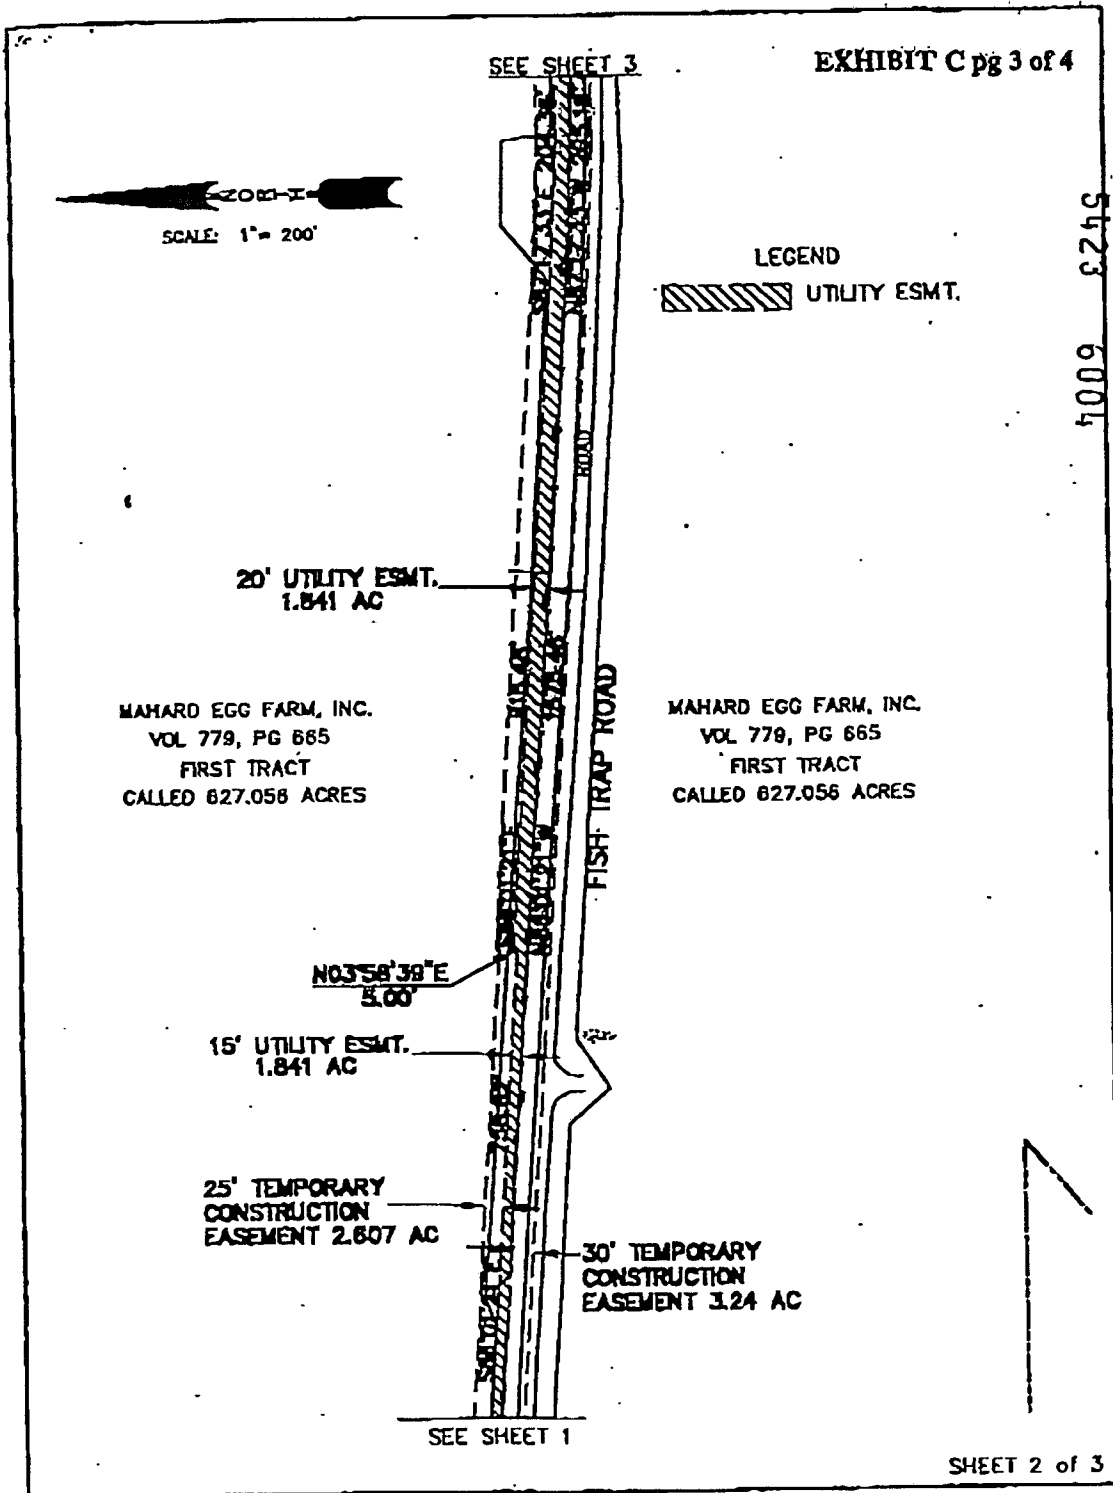 EXHIBIT C pg 3 of 4
SEE SHEET 3
NORTH
SCALE: 1"= 200'
5423 6004
LEGEND
UTILITY ESMT.
ROAD
20' UTILITY ESMT.
1.841 AC
MAHARD EGG FARM, INC.
VOL 779, PG 665
FIRST TRACT
CALLED 627.056 ACRES
MAHARD EGG FARM, INC.
VOL 779, PG 665
FIRST TRACT
CALLED 627.056 ACRES
FISH TRAP ROAD
N03°58'39"E
5.00'
15' UTILITY ESMT.
1.841 AC
25' TEMPORARY
CONSTRUCTION
EASEMENT 2.607 AC
30' TEMPORARY
CONSTRUCTION
EASEMENT 3.24 AC
SEE SHEET 1
SHEET 2 of 3